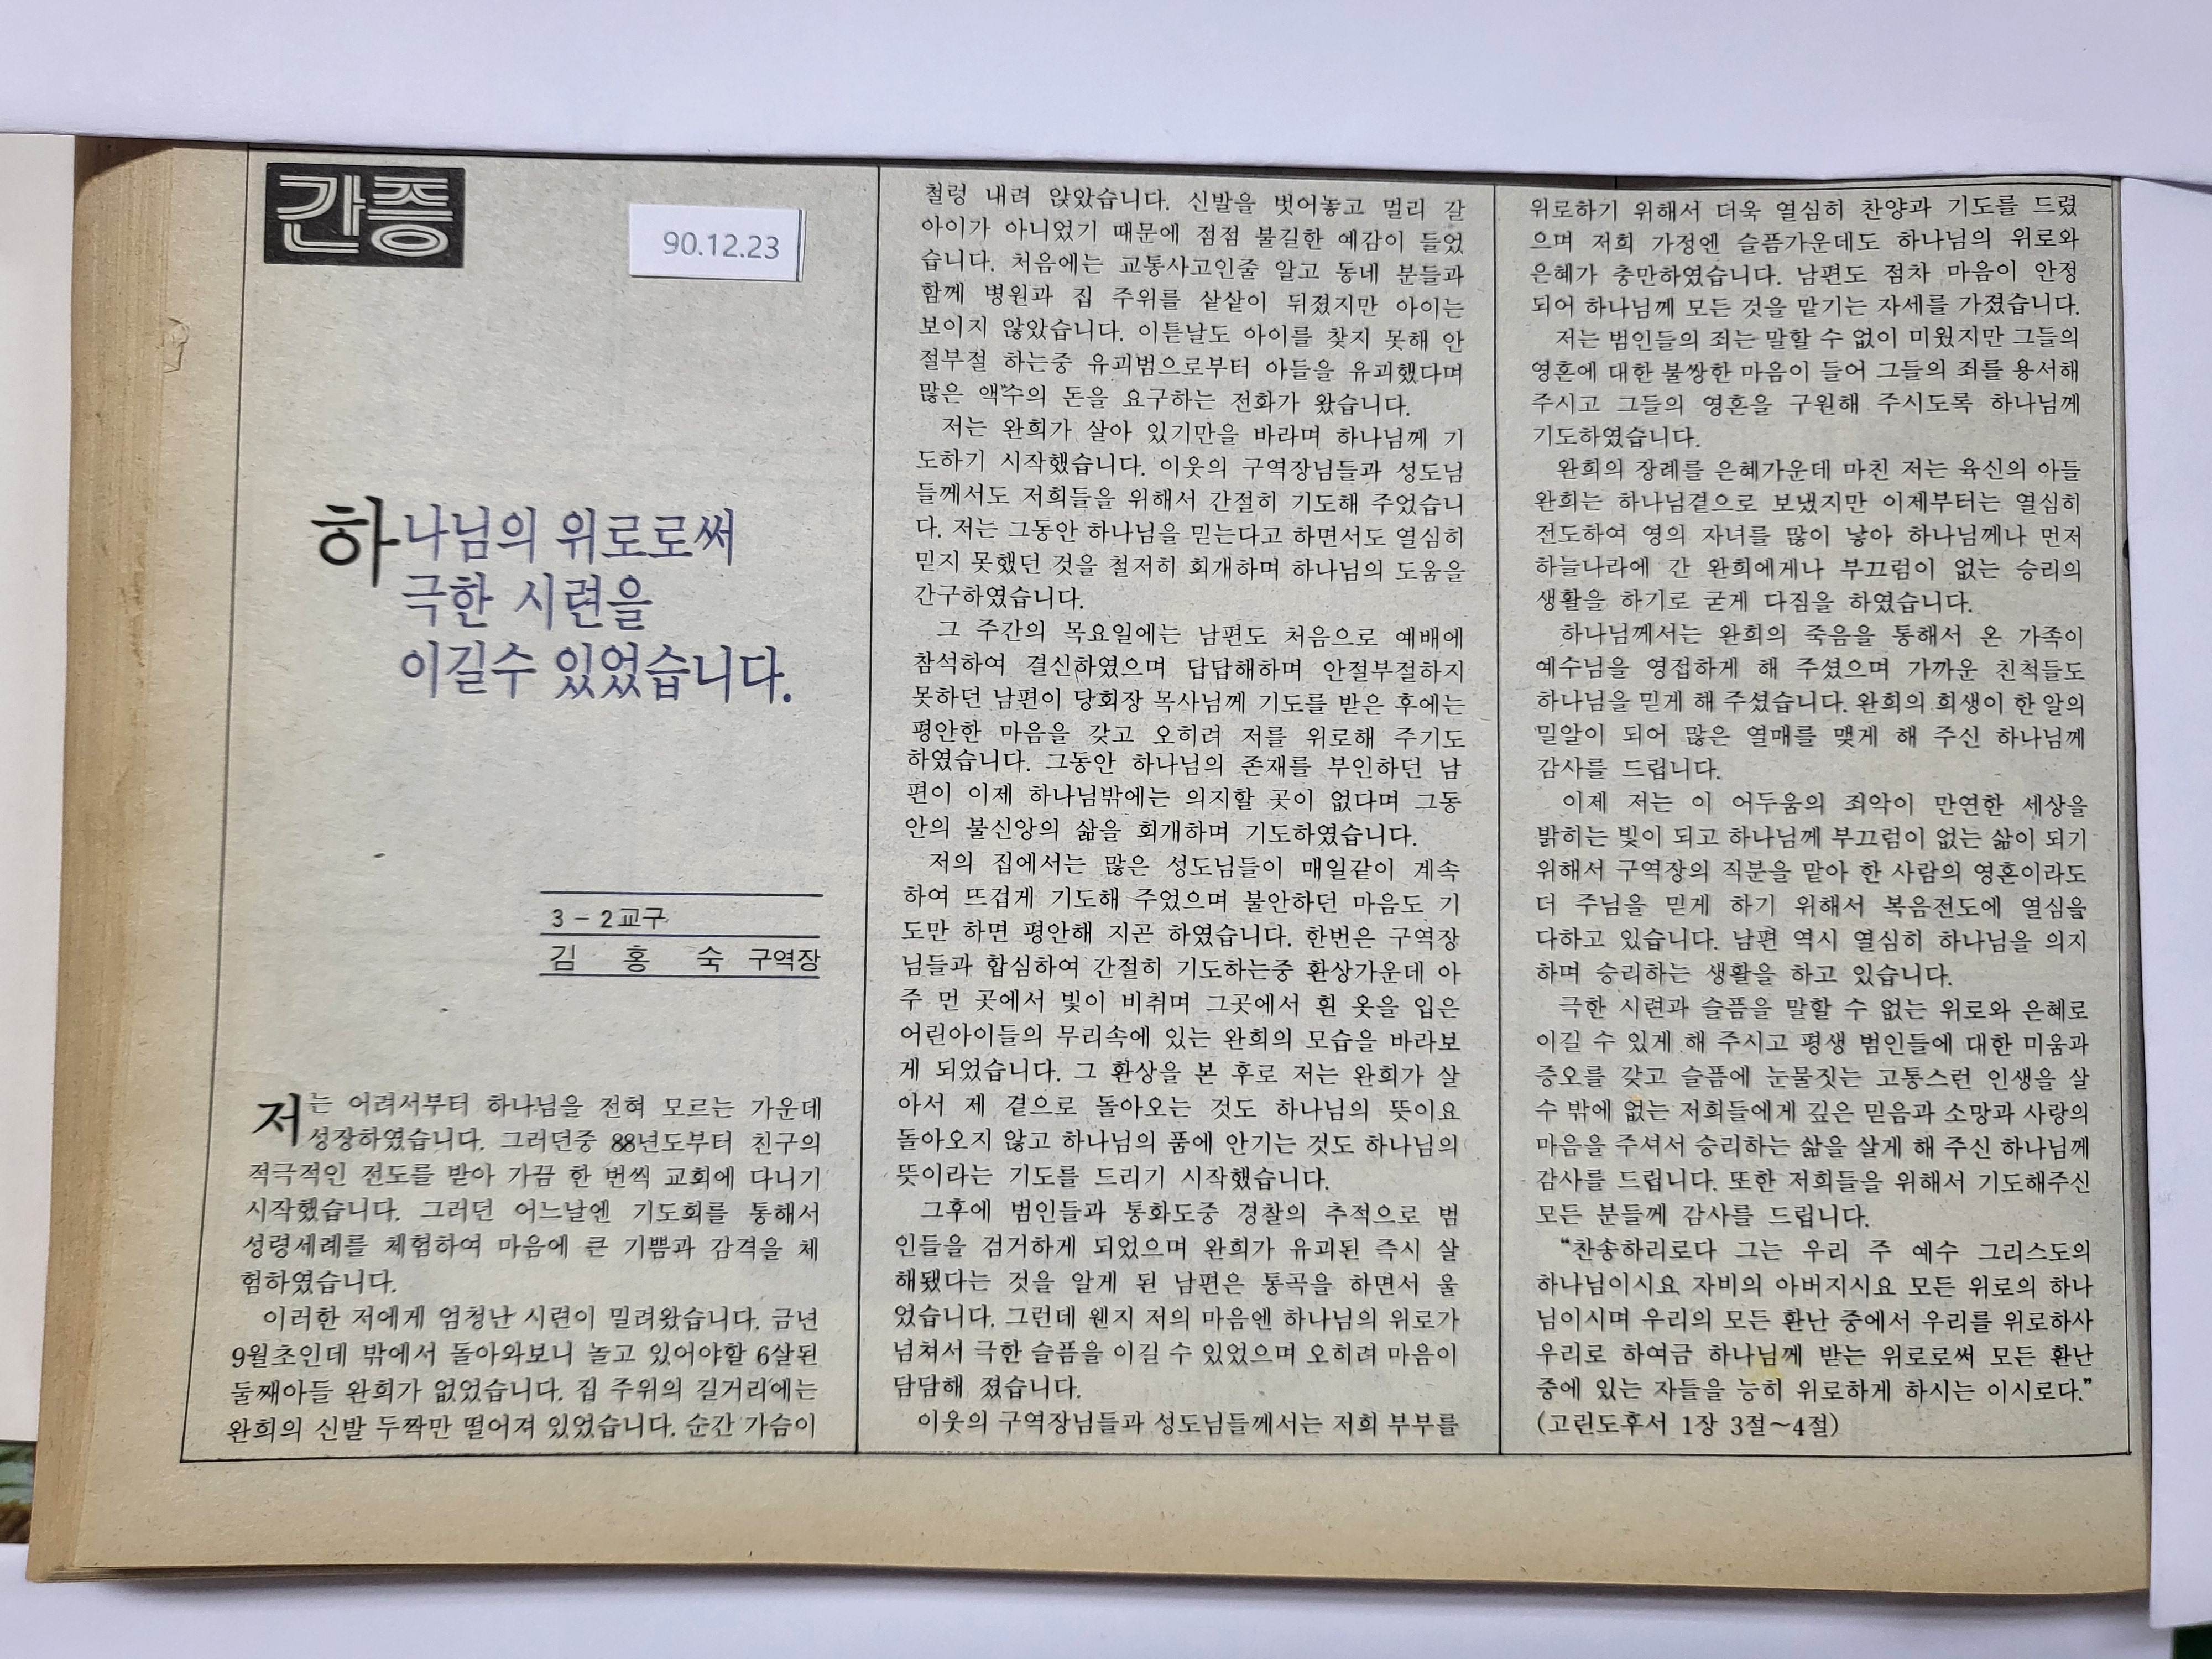 간증
90.12.23
하나님의 위로로써
극한 시련을
이길수 있었습니다.
3－2교구
김 홍 숙 구역장
저는 어려서부터 하나님을 전혀 모르는 가운데
성장하였습니다. 그러던중 88년도부터 친구의
적극적인 전도를 받아 가끔 한 번씩 교회에 다니기
시작했습니다. 그러던 어느날엔 기도회를 통해서
성령세례를 체험하여 마음에 큰 기쁨과 감격을 체
험하였습니다.
이러한 저에게 엄청난 시련이 밀려왔습니다. 금년
9월초인데 밖에서 돌아와보니 놀고 있어야할 6살된
둘째아들 완희가 없었습니다. 집 주위의 길거리에는
완희의 신발 두짝만 떨어져 있었습니다. 순간 가슴이
철렁 내려 앉았습니다. 신발을 벗어놓고 멀리 갈
아이가 아니었기 때문에 점점 불길한 예감이 들었
습니다. 처음에는 교통사고인줄 알고 동네 분들과
함께 병원과 집 주위를 샅샅이 뒤졌지만 아이는
보이지 않았습니다. 이튿날도 아이를 찾지 못해 안
절부절 하는중 유괴범으로부터 아들을 유괴했다며
많은 액수의 돈을 요구하는 전화가 왔습니다.
저는 완희가 살아 있기만을 바라며 하나님께 기
도하기 시작했습니다. 이웃의 구역장님들과 성도님
들께서도 저희들을 위해서 간절히 기도해 주었습니
다. 저는 그동안 하나님을 믿는다고 하면서도 열심히
믿지 못했던 것을 철저히 회개하며 하나님의 도움을
간구하였습니다.
그 주간의 목요일에는 남편도 처음으로 예배에
참석하여 결신하였으며 답답해하며 안절부절하지
못하던 남편이 당회장 목사님께 기도를 받은 후에는
평안한 마음을 갖고 오히려 저를 위로해 주기도
하였습니다. 그동안 하나님의 존재를 부인하던 남
편이 이제 하나님밖에는 의지할 곳이 없다며 그동
안의 불신앙의 삶을 회개하며 기도하였습니다.
저의 집에서는 많은 성도님들이 매일같이 계속
하여 뜨겁게 기도해 주었으며 불안하던 마음도 기
도만 하면 평안해 지곤 하였습니다. 한번은 구역장
님들과 합심하여 간절히 기도하는중 환상가운데 아
주 먼 곳에서 빛이 비취며 그곳에서 흰 옷을 입은
어린아이들의 무리속에 있는 완희의 모습을 바라보
게 되었습니다. 그 환상을 본 후로 저는 완희가 살
아서 제 곁으로 돌아오는 것도 하나님의 뜻이요
돌아오지 않고 하나님의 품에 안기는 것도 하나님의
뜻이라는 기도를 드리기 시작했습니다.
그후에 범인들과 통화도중 경찰의 추적으로 범
인들을 검거하게 되었으며 완희가 유괴된 즉시 살
해됐다는 것을 알게 된 남편은 통곡을 하면서 울
었습니다. 그런데 웬지 저의 마음엔 하나님의 위로가
넘쳐서 극한 슬픔을 이길 수 있었으며 오히려 마음이
담담해 졌습니다.
이웃의 구역장님들과 성도님들께서는 저희 부부를
위로하기 위해서 더욱 열심히 찬양과 기도를 드렸
으며 저희 가정엔 슬픔가운데도 하나님의 위로와
은혜가 충만하였습니다. 남편도 점차 마음이 안정
되어 하나님께 모든 것을 맡기는 자세를 가졌습니다.
저는 범인들의 죄는 말할 수 없이 미웠지만 그들의
영혼에 대한 불쌍한 마음이 들어 그들의 죄를 용서해
주시고 그들의 영혼을 구원해 주시도록 하나님께
기도하였습니다.
완희의 장례를 은혜가운데 마친 저는 육신의 아들
완희는 하나님곁으로 보냈지만 이제부터는 열심히
전도하여 영의 자녀를 많이 낳아 하나님께나 먼저
하늘나라에 간 완희에게나 부끄럼이 없는 승리의
생활을 하기로 굳게 다짐을 하였습니다.
하나님께서는 완희의 죽음을 통해서 온 가족이
예수님을 영접하게 해 주셨으며 가까운 친척들도
하나님을 믿게 해 주셨습니다. 완희의 희생이 한 알의
밀알이 되어 많은 열매를 맺게 해 주신 하나님께
감사를 드립니다.
이제 저는 이 어두움의 죄악이 만연한 세상을
밝히는 빛이 되고 하나님께 부끄럼이 없는 삶이 되기
위해서 구역장의 직분을 맡아 한 사람의 영혼이라도
더 주님을 믿게 하기 위해서 복음전도에 열심을
다하고 있습니다. 남편 역시 열심히 하나님을 의지
하며 승리하는 생활을 하고 있습니다.
극한 시련과 슬픔을 말할 수 없는 위로와 은혜로
이길 수 있게 해 주시고 평생 범인들에 대한 미움과
증오를 갖고 슬픔에 눈물짓는 고통스런 인생을 살
수 밖에 없는 저희들에게 깊은 믿음과 소망과 사랑의
마음을 주셔서 승리하는 삶을 살게 해 주신 하나님께
감사를 드립니다. 또한 저희들을 위해서 기도해주신
모든 분들께 감사를 드립니다.
“찬송하리로다 그는 우리 주 예수 그리스도의
하나님이시요 자비의 아버지시요 모든 위로의 하나
님이시며 우리의 모든 환난 중에서 우리를 위로하사
우리로 하여금 하나님께 받는 위로로써 모든 환난
중에 있는 자들을 능히 위로하게 하시는 이시로다.”
(고린도후서 1장 3절～4절)